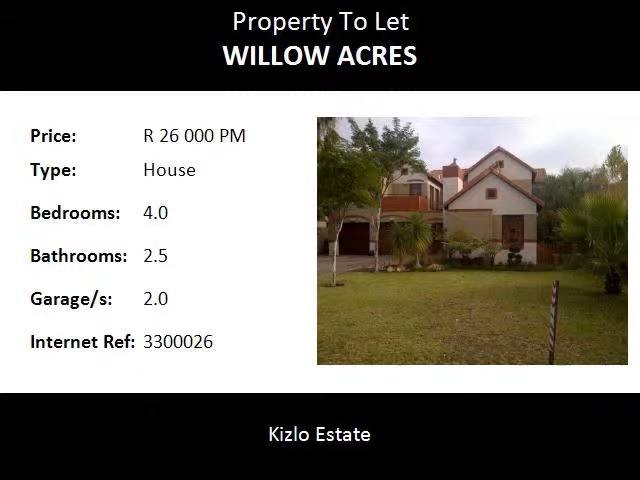 Property To Let
WILLOW ACRES
Price: R 26 000 PM
Type: House
Bedrooms: 4.0
Bathrooms: 2.5
Garage/s: 2.0
Internet Ref: 3300026
Kizlo Estate